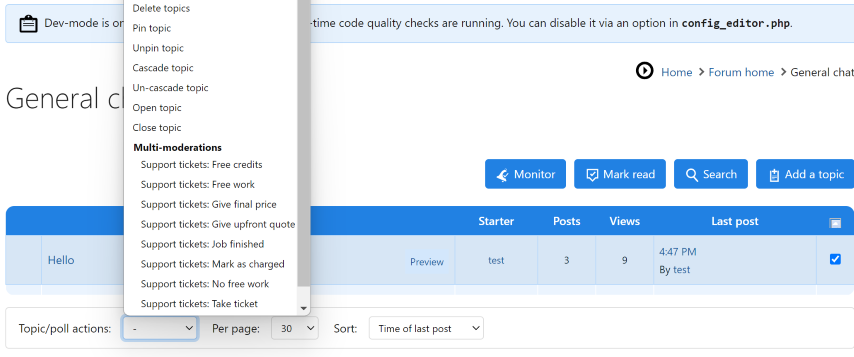 Delete topics
Dev-mode is on -time code quality checks are running. You can disable it via an option in config_editor.php.
Pin topic
Unpin topic
Cascade topic
Home > Forum home > General chat
Un-cascade topic
General ch
Open topic
Close topic
Multi-moderations
Support tickets: Free credits
Monitor Mark read Search Add a topic
Support tickets: Free work
Support tickets: Give final price
Support tickets: Give upfront quote
Starter Posts Views Last post
Support tickets: Job finished
Hello Preview test 3 9 4:47 PM
By test
Support tickets: Mark as charged
Support tickets: No free work
Support tickets: Take ticket
Topic/poll actions: - Per page: 30 Sort: Time of last post